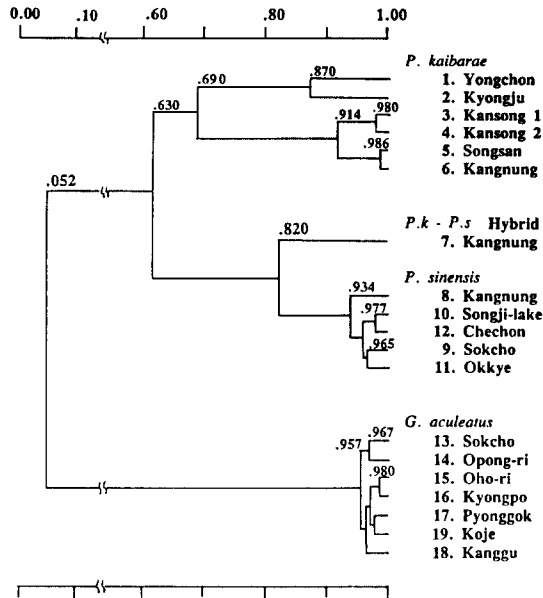 0.00 .10 .60 .80 1.00
P. kaibarae
.690 .870 1. Yongchon
2. Kyongju
.630 .914 .980 3. Kansong 1
4. Kansong 2
.986 5. Songsan
6. Kangnung
.052
P.k - P.s Hybrid
.820 7. Kangnung
P. sinensis
.934 8. Kangnung
.977 10. Songji-lake
12. Chechon
.965 9. Sokcho
11. Okkye
G. aculeatus
.957 .967 13. Sokcho
14. Opong-ri
.980 15. Oho-ri
16. Kyongpo
17. Pyonggok
19. Koje
18. Kanggu